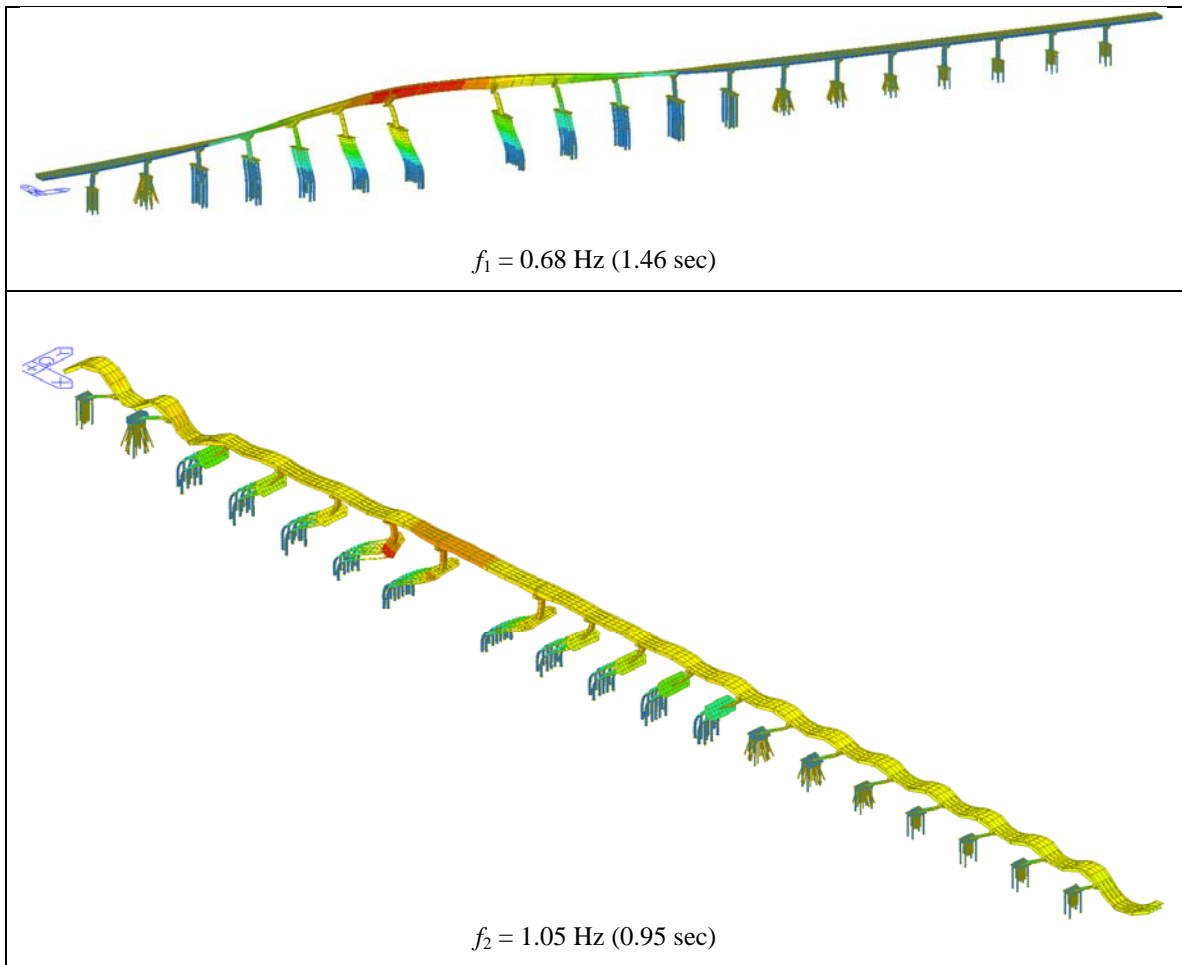 f1 = 0.68 Hz (1.46 sec)
f2 = 1.05 Hz (0.95 sec)